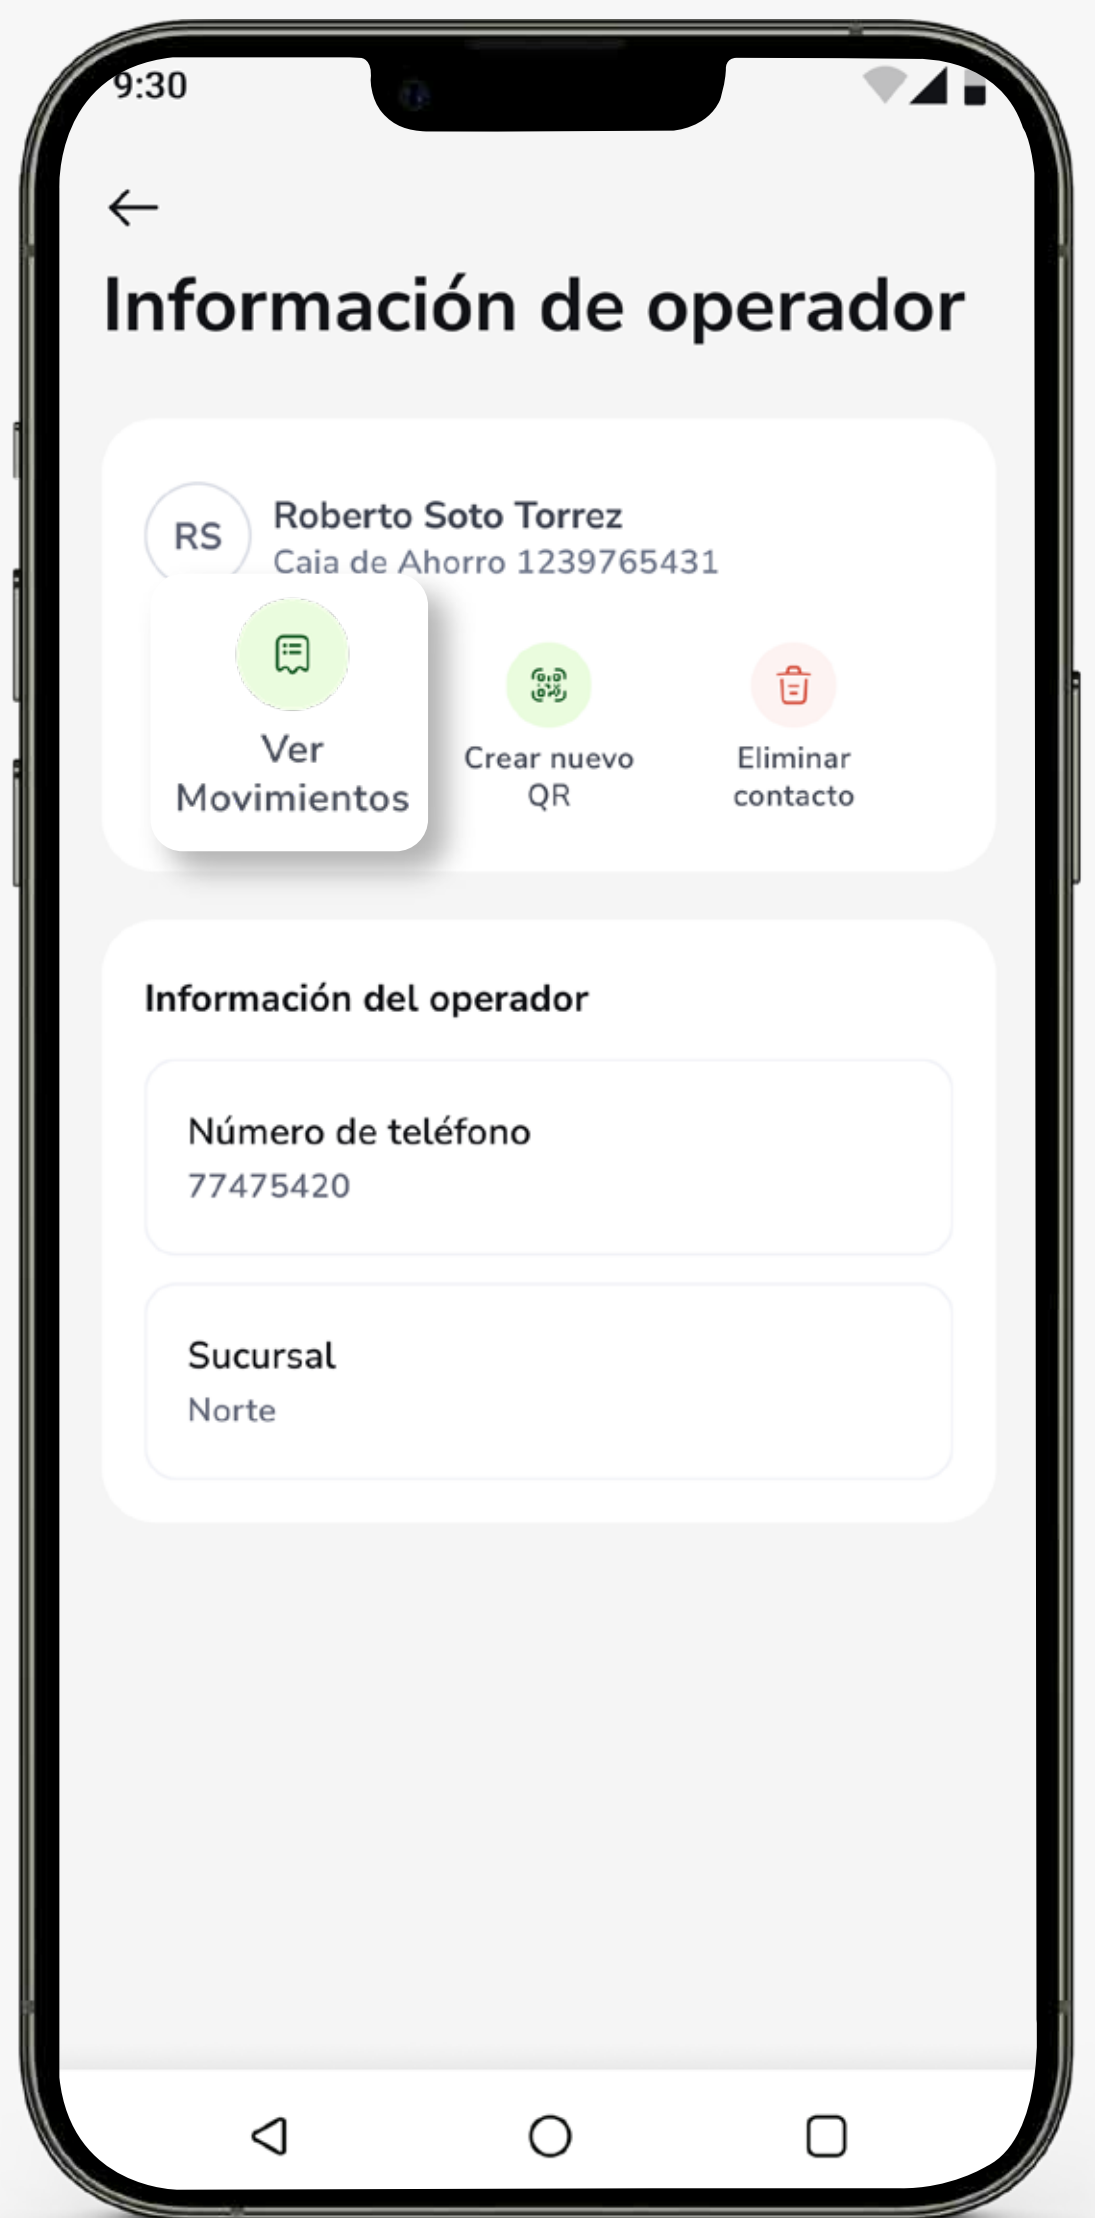 9:30
Información de operador
RS
Roberto Soto Torrez
Caja de Ahorro 1239765431
Ver
Movimientos
Crear nuevo
QR
Eliminar
contacto
Información del operador
Número de teléfono
77475420
Sucursal
Norte